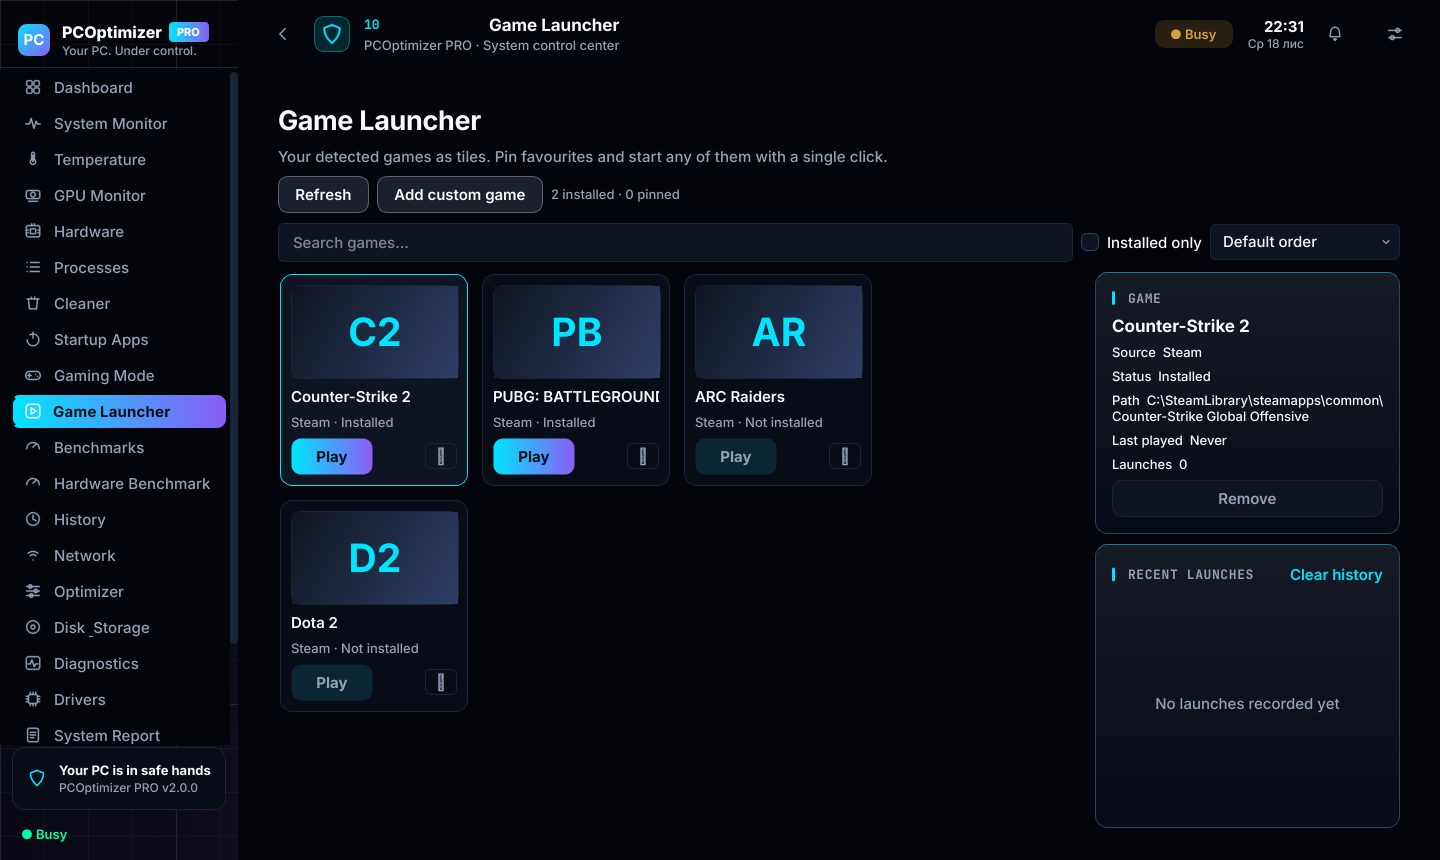 PC
PCOptimizer PRO
Your PC. Under control.
Dashboard
System Monitor
Temperature
GPU Monitor
Hardware
Processes
Cleaner
Startup Apps
Gaming Mode
Game Launcher
Benchmarks
Hardware Benchmark
History
Network
Optimizer
Disk _Storage
Diagnostics
Drivers
System Report
Your PC is in safe hands
PCOptimizer PRO v2.0.0
Busy
10 Game Launcher
PCOptimizer PRO · System control center
Busy
22:31
Ср 18 лис
Game Launcher
Your detected games as tiles. Pin favourites and start any of them with a single click.
Refresh
Add custom game
2 installed · 0 pinned
Search games...
Installed only
Default order
C2
Counter-Strike 2
Steam · Installed
Play
PB
PUBG: BATTLEGROUND
Steam · Installed
Play
AR
ARC Raiders
Steam · Not installed
Play
D2
Dota 2
Steam · Not installed
Play
GAME
Counter-Strike 2
Source Steam
Status Installed
Path C:\SteamLibrary\steamapps\common\
Counter-Strike Global Offensive
Last played Never
Launches 0
Remove
RECENT LAUNCHES
Clear history
No launches recorded yet